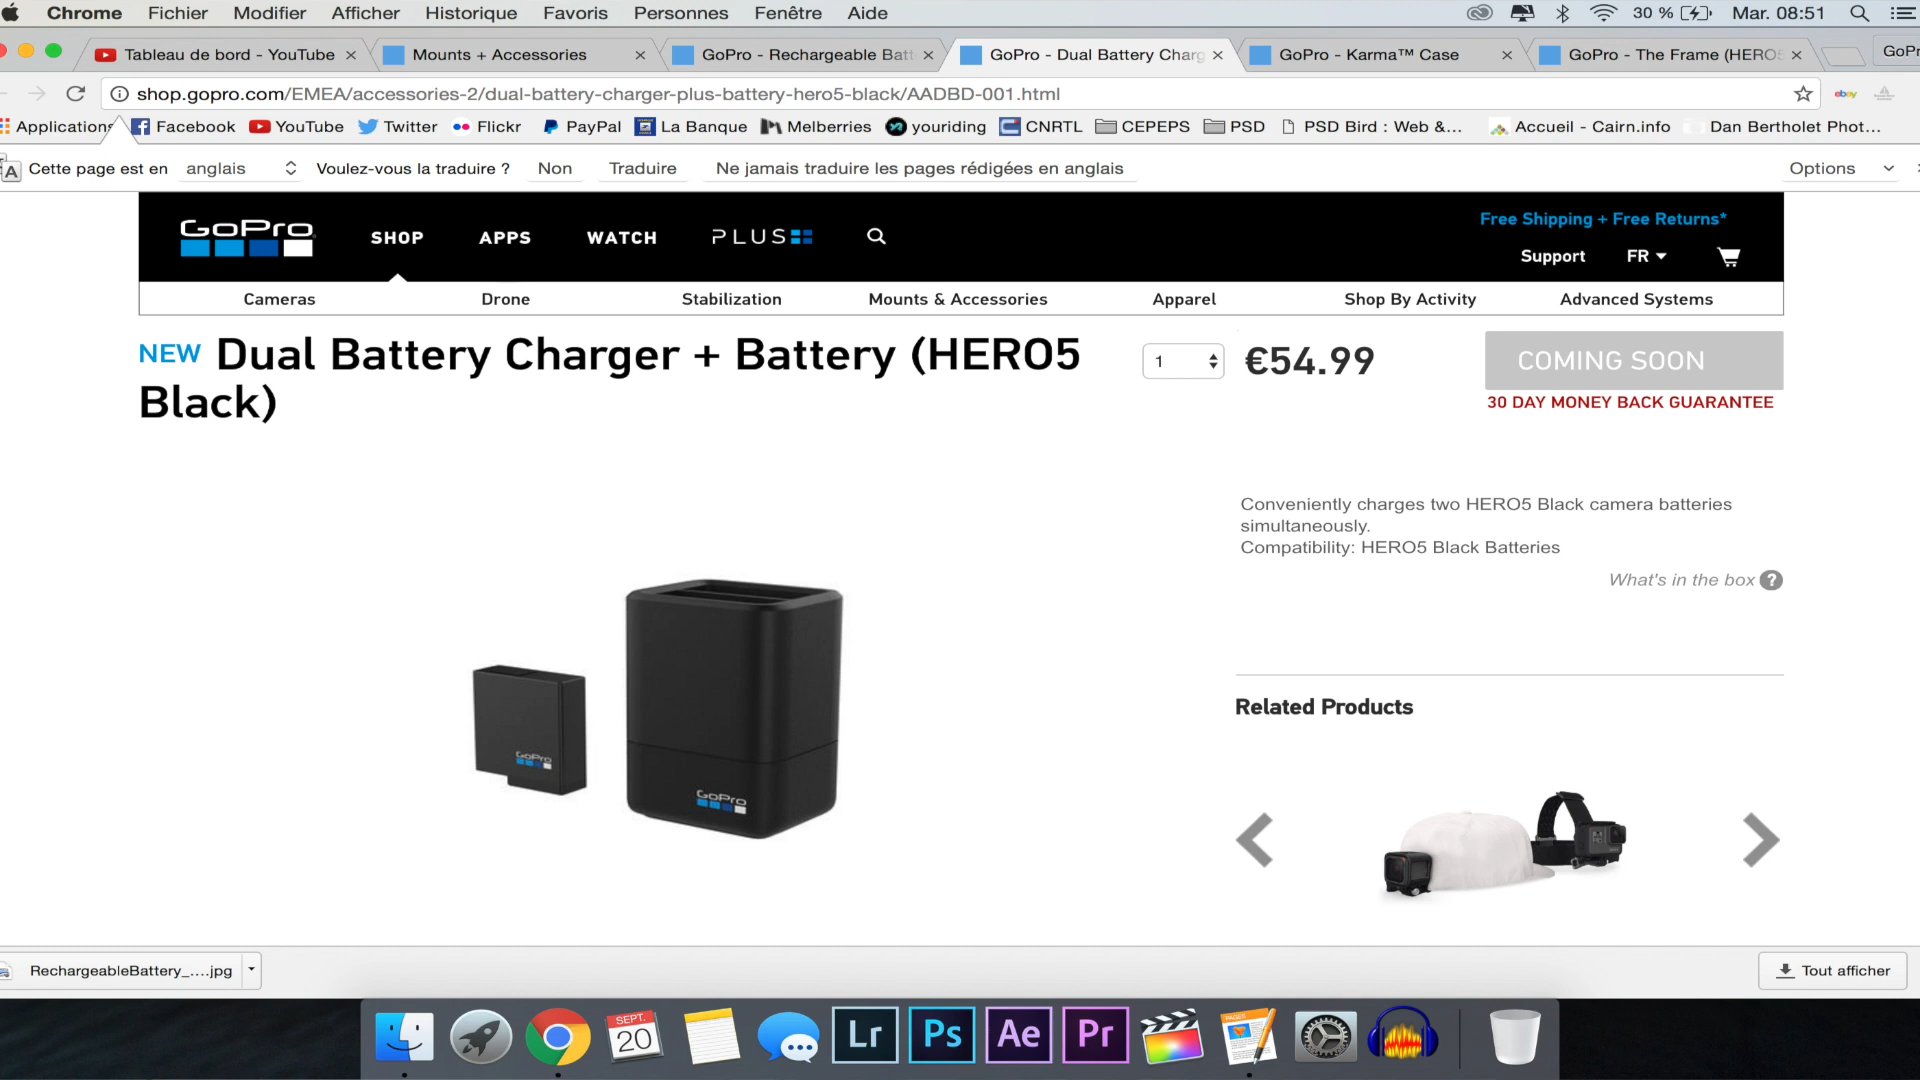 Chrome Fichier Modifier Afficher Historique Favoris Personnes Fenêtre Aide 30 % Mar. 08:51
Tableau de bord - YouTube Mounts + Accessories GoPro - Rechargeable Batt GoPro - Dual Battery Charg GoPro - Karma™ Case GoPro - The Frame (HERO5 GoPr
shop.gopro.com/EMEA/accessories-2/dual-battery-charger-plus-battery-hero5-black/AADBD-001.html ebay
Applications Facebook YouTube Twitter Flickr PayPal La Banque Melberries youriding CNRTL CEPEPS PSD PSD Bird : Web &... Accueil - Cairn.info Dan Bertholet Phot...
A Cette page est en anglais Voulez-vous la traduire ? Non Traduire Ne jamais traduire les pages rédigées en anglais Options
Free Shipping + Free Returns*
GoPro SHOP APPS WATCH PLUS
Support FR
Cameras Drone Stabilization Mounts & Accessories Apparel Shop By Activity Advanced Systems
NEW Dual Battery Charger + Battery (HERO5
Black)
1 €54.99 COMING SOON
30 DAY MONEY BACK GUARANTEE
Conveniently charges two HERO5 Black camera batteries
simultaneously.
Compatibility: HERO5 Black Batteries
What's in the box ?
Related Products
GoPro
GoPro
RechargeableBattery_....jpg Tout afficher
SEPT.
20
Lr Ps Ae Pr
PAGES